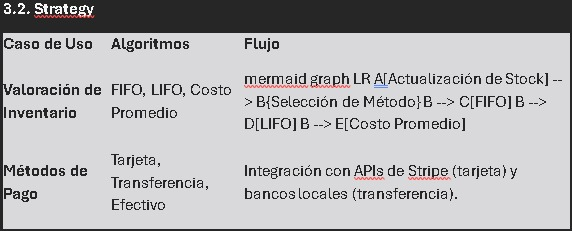 3.2. Strategy
Caso de Uso Algoritmos Flujo
Valoración de Inventario
FIFO, LIFO, Costo Promedio
mermaid graph LR A[Actualización de Stock] --
> B{Selección de Método} B --> C[FIFO] B -->
D[LIFO] B --> E[Costo Promedio]
Métodos de Pago
Tarjeta,
Transferencia,
Efectivo
Integración con APIs de Stripe (tarjeta) y
bancos locales (transferencia).